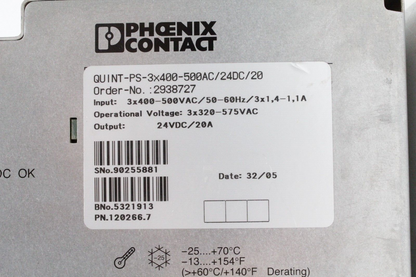 PHŒNIX
CONTACT
QUINT-PS-3x400-500AC/24DC/20
Order-No.:2938727
Input: 3x400-500VAC/50-60Hz/3x1,4-1,1A
Operational Voltage: 3x320-575VAC
Output: 24VDC/20A
SNo.90255881
DC OK
Date: 32/05
BNo.5321913
PN.120266.7
-25
-25....+70°C
-13....+154°F
(>+60°C/+140°F Derating)